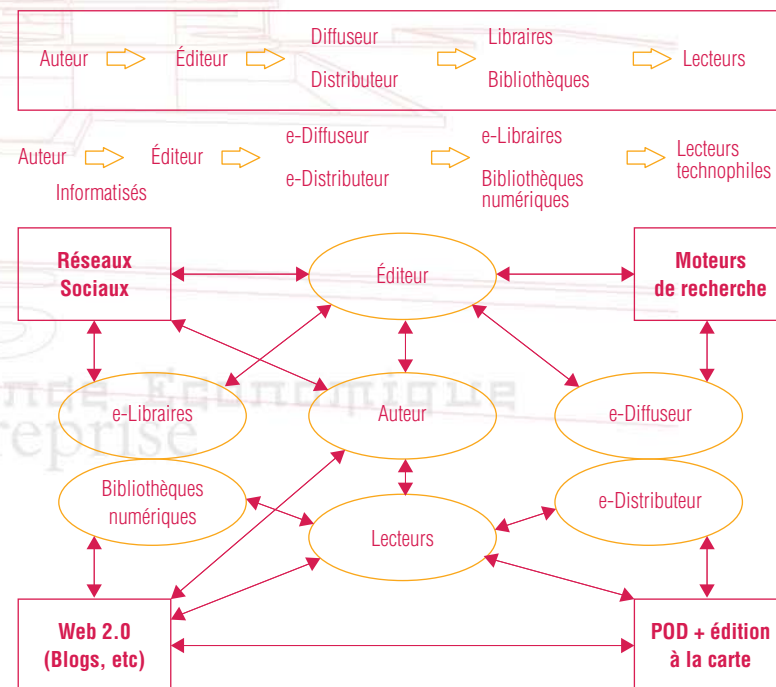 Diffuseur
Libraires
Auteur
Éditeur
Lecteurs
Distributeur
Bibliothèques
e-Diffuseur
e-Libraires
Auteur
Éditeur
Lecteurs
technophiles
Informatisés
e-Distributeur
Bibliothèques
numériques
Réseaux
Sociaux
Éditeur
Moteurs
de recherche
e-Libraires
Auteur
e-Diffuseur
Bibliothèques
numériques
Lecteurs
e-Distributeur
Web 2.0
(Blogs, etc)
POD + édition
à la carte